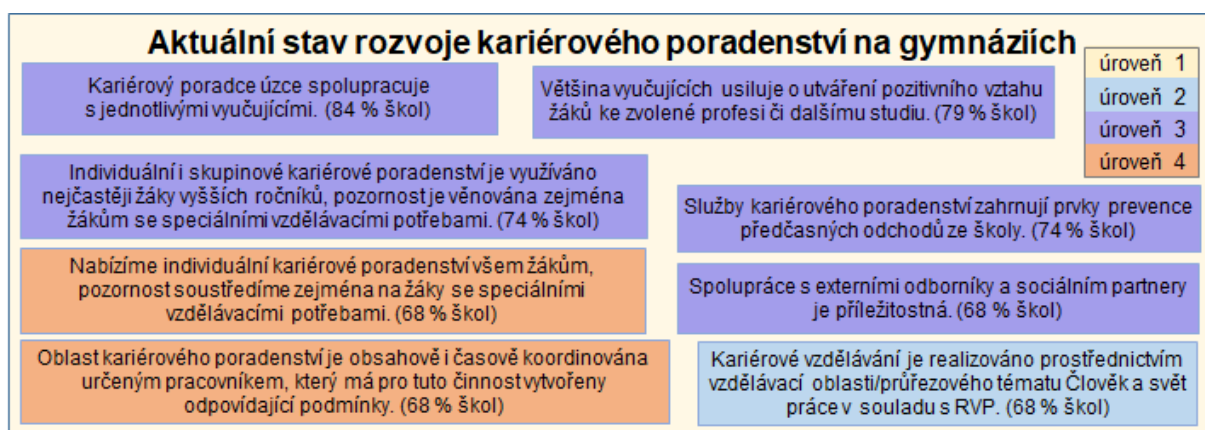 Aktuální stav rozvoje kariérového poradenství na gymnáziích
úroveň 1
úroveň 2
úroveň 3
úroveň 4
Kariérový poradce úzce spolupracuje
s jednotlivými vyučujícími. (84 % škol)
Většina vyučujících usiluje o utváření pozitivního vztahu
žáků ke zvolené profesi či dalšímu studiu. (79 % škol)
Individuální i skupinové kariérové poradenství je využíváno
nejčastěji žáky vyšších ročníků, pozornost je věnována zejména
žákům se speciálními vzdělávacími potřebami. (74 % škol)
Služby kariérového poradenství zahrnují prvky prevence
předčasných odchodů ze školy. (74 % škol)
Nabízíme individuální kariérové poradenství všem žákům,
pozornost soustředíme zejména na žáky se speciálními
vzdělávacími potřebami. (68 % škol)
Spolupráce s externími odborníky a sociálním partnery
je příležitostná. (68 % škol)
Oblast kariérového poradenství je obsahově i časově koordinována
určeným pracovníkem, který má pro tuto činnost vytvořeny
odpovídající podmínky. (68 % škol)
Kariérové vzdělávání je realizováno prostřednictvím
vzdělávací oblasti/průřezového tématu Člověk a svět
práce v souladu s RVP. (68 % škol)